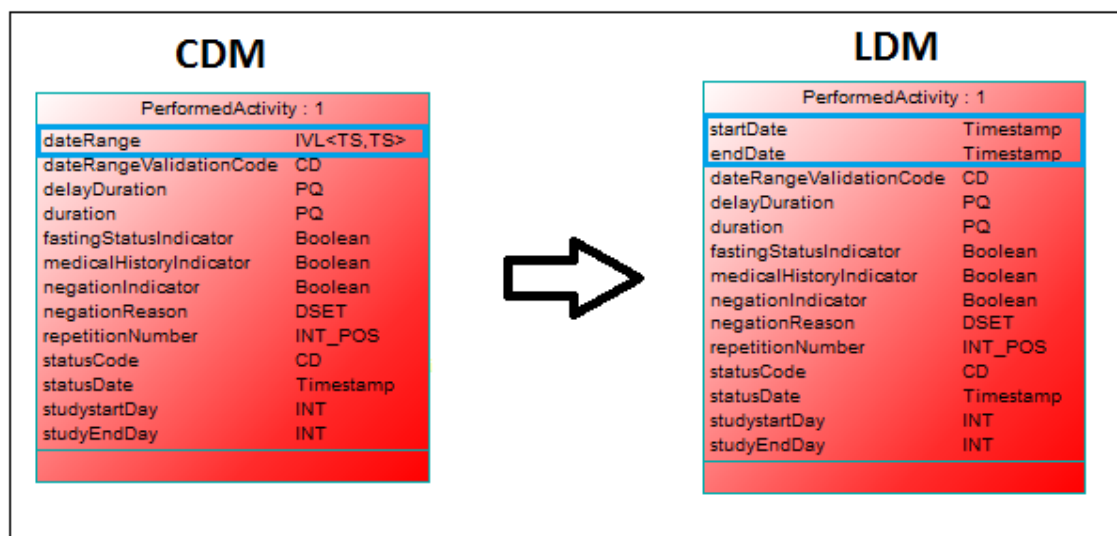 CDM
PerformedActivity : 1
dateRange IVL<TS,TS>
dateRangeValidationCode CD
delayDuration PQ
duration PQ
fastingStatusIndicator Boolean
medicalHistoryIndicator Boolean
negationIndicator Boolean
negationReason DSET
repetitionNumber INT_POS
statusCode CD
statusDate Timestamp
studystartDay INT
studyEndDay INT
LDM
PerformedActivity : 1
startDate Timestamp
endDate Timestamp
dateRangeValidationCode CD
delayDuration PQ
duration PQ
fastingStatusIndicator Boolean
medicalHistoryIndicator Boolean
negationIndicator Boolean
negationReason DSET
repetitionNumber INT_POS
statusCode CD
statusDate Timestamp
studystartDay INT
studyEndDay INT